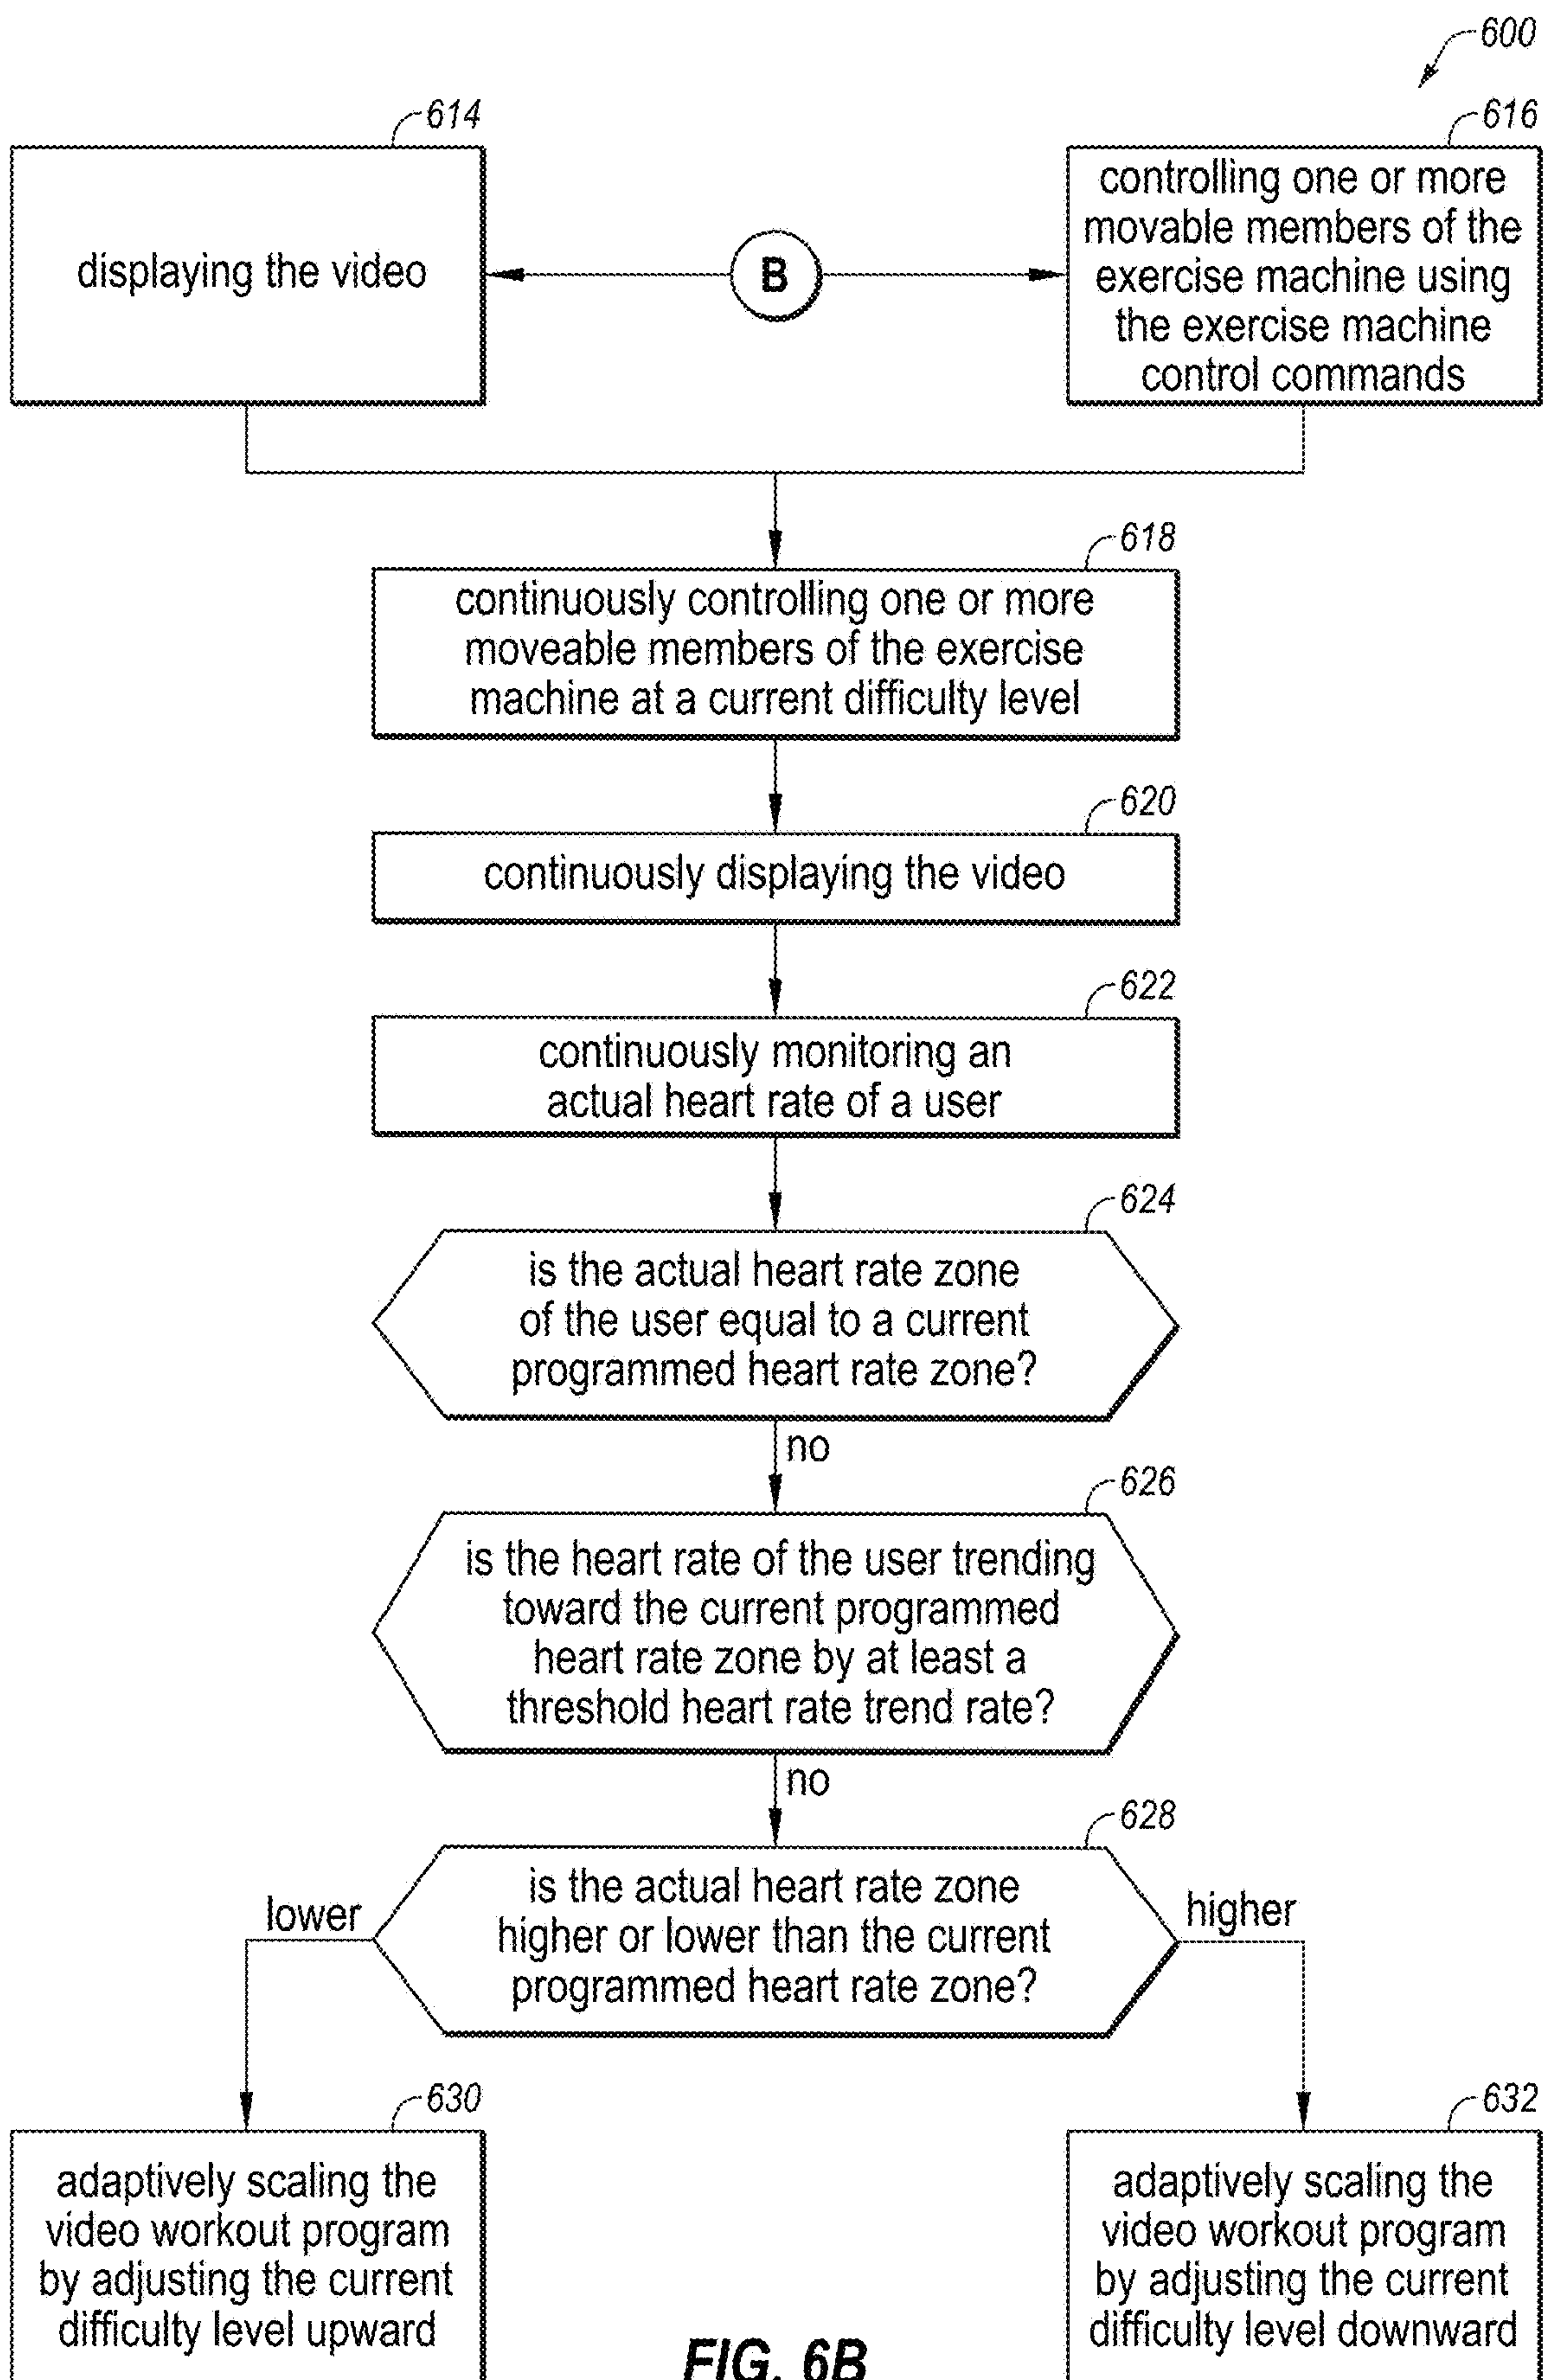 600
614
616
displaying the video
B
controlling one or more
movable members of the
exercise machine using
the exercise machine
control commands
618
continuously controlling one or more
moveable members of the exercise
machine at a current difficulty level
620
continuously displaying the video
622
continuously monitoring an
actual heart rate of a user
624
is the actual heart rate zone
of the user equal to a current
programmed heart rate zone?
no
626
is the heart rate of the user trending
toward the current programmed
heart rate zone by at least a
threshold heart rate trend rate?
no
628
is the actual heart rate zone
higher or lower than the current
programmed heart rate zone?
lower
higher
630
adaptively scaling the
video workout program
by adjusting the current
difficulty level upward
632
adaptively scaling the
video workout program
by adjusting the current
difficulty level downward
FIG. 6B